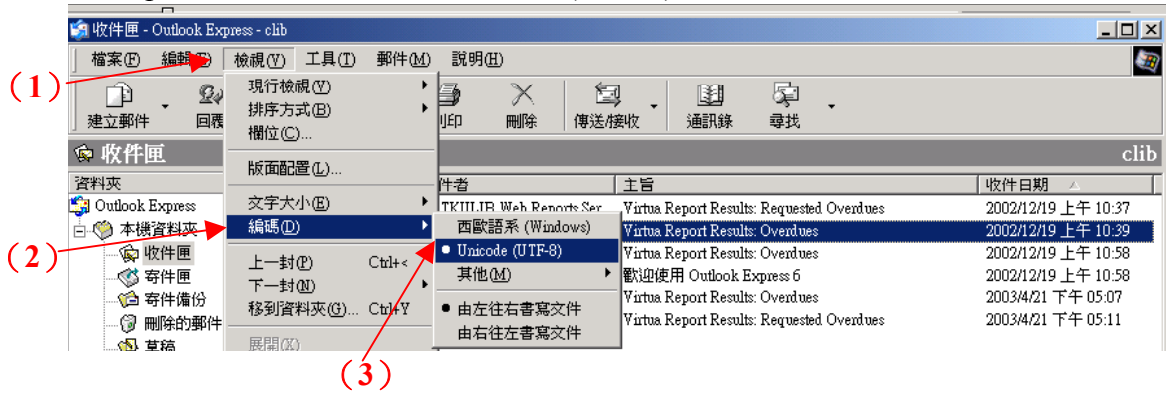 收件匣 - Outlook Express - clib
檔案(F) 編輯(E) 檢視(V) 工具(T) 郵件(M) 說明(H)
(1)
建立郵件 回覆 列印 刪除 傳送/接收 通訊錄 尋找
現行檢視(V)
排序方式(B)
欄位(C)...
版面配置(L)...
文字大小(E)
編碼(D)
上一封(P) Ctrl+<
下一封(N)
移到資料夾(G)... Ctrl+Y
展開(X)
收件匣 clib
資料夾 件者 主旨 收件日期
Outlook Express
本機資料夾
收件匣
寄件匣
寄件備份
刪除的郵件
草稿
(2)
西歐語系 (Windows)
Unicode (UTF-8)
其他(M)
由左往右書寫文件
由右往左書寫文件
TKULIB Web Reports Ser... Virtua Report Results: Requested Overdues 2002/12/19 上午 10:37
Virtua Report Results: Overdues 2002/12/19 上午 10:39
Virtua Report Results: Overdues 2002/12/19 上午 10:58
歡迎使用 Outlook Express 6 2002/12/19 上午 10:58
Virtua Report Results: Overdues 2003/4/21 下午 05:07
Virtua Report Results: Requested Overdues 2003/4/21 下午 05:11
(3)